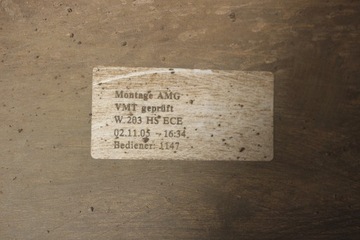 Montage AMG
VMT geprüft
W 203 HS ECE
02.11.05 - 16:34
Bediener: 1147